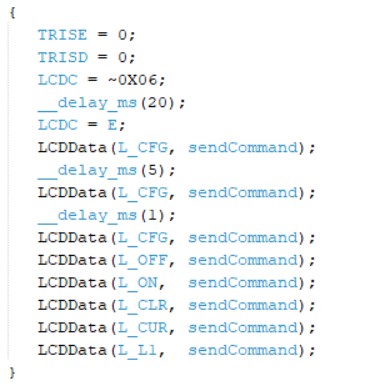 {
TRISE = 0;
TRISD = 0;
LCDC = ~0X06;
__delay_ms(20);
LCDC = E;
LCDData(L_CFG, sendCommand);
__delay_ms(5);
LCDData(L_CFG, sendCommand);
__delay_ms(1);
LCDData(L_CFG, sendCommand);
LCDData(L_OFF, sendCommand);
LCDData(L_ON,  sendCommand);
LCDData(L_CLR, sendCommand);
LCDData(L_CUR, sendCommand);
LCDData(L_L1,  sendCommand);
}